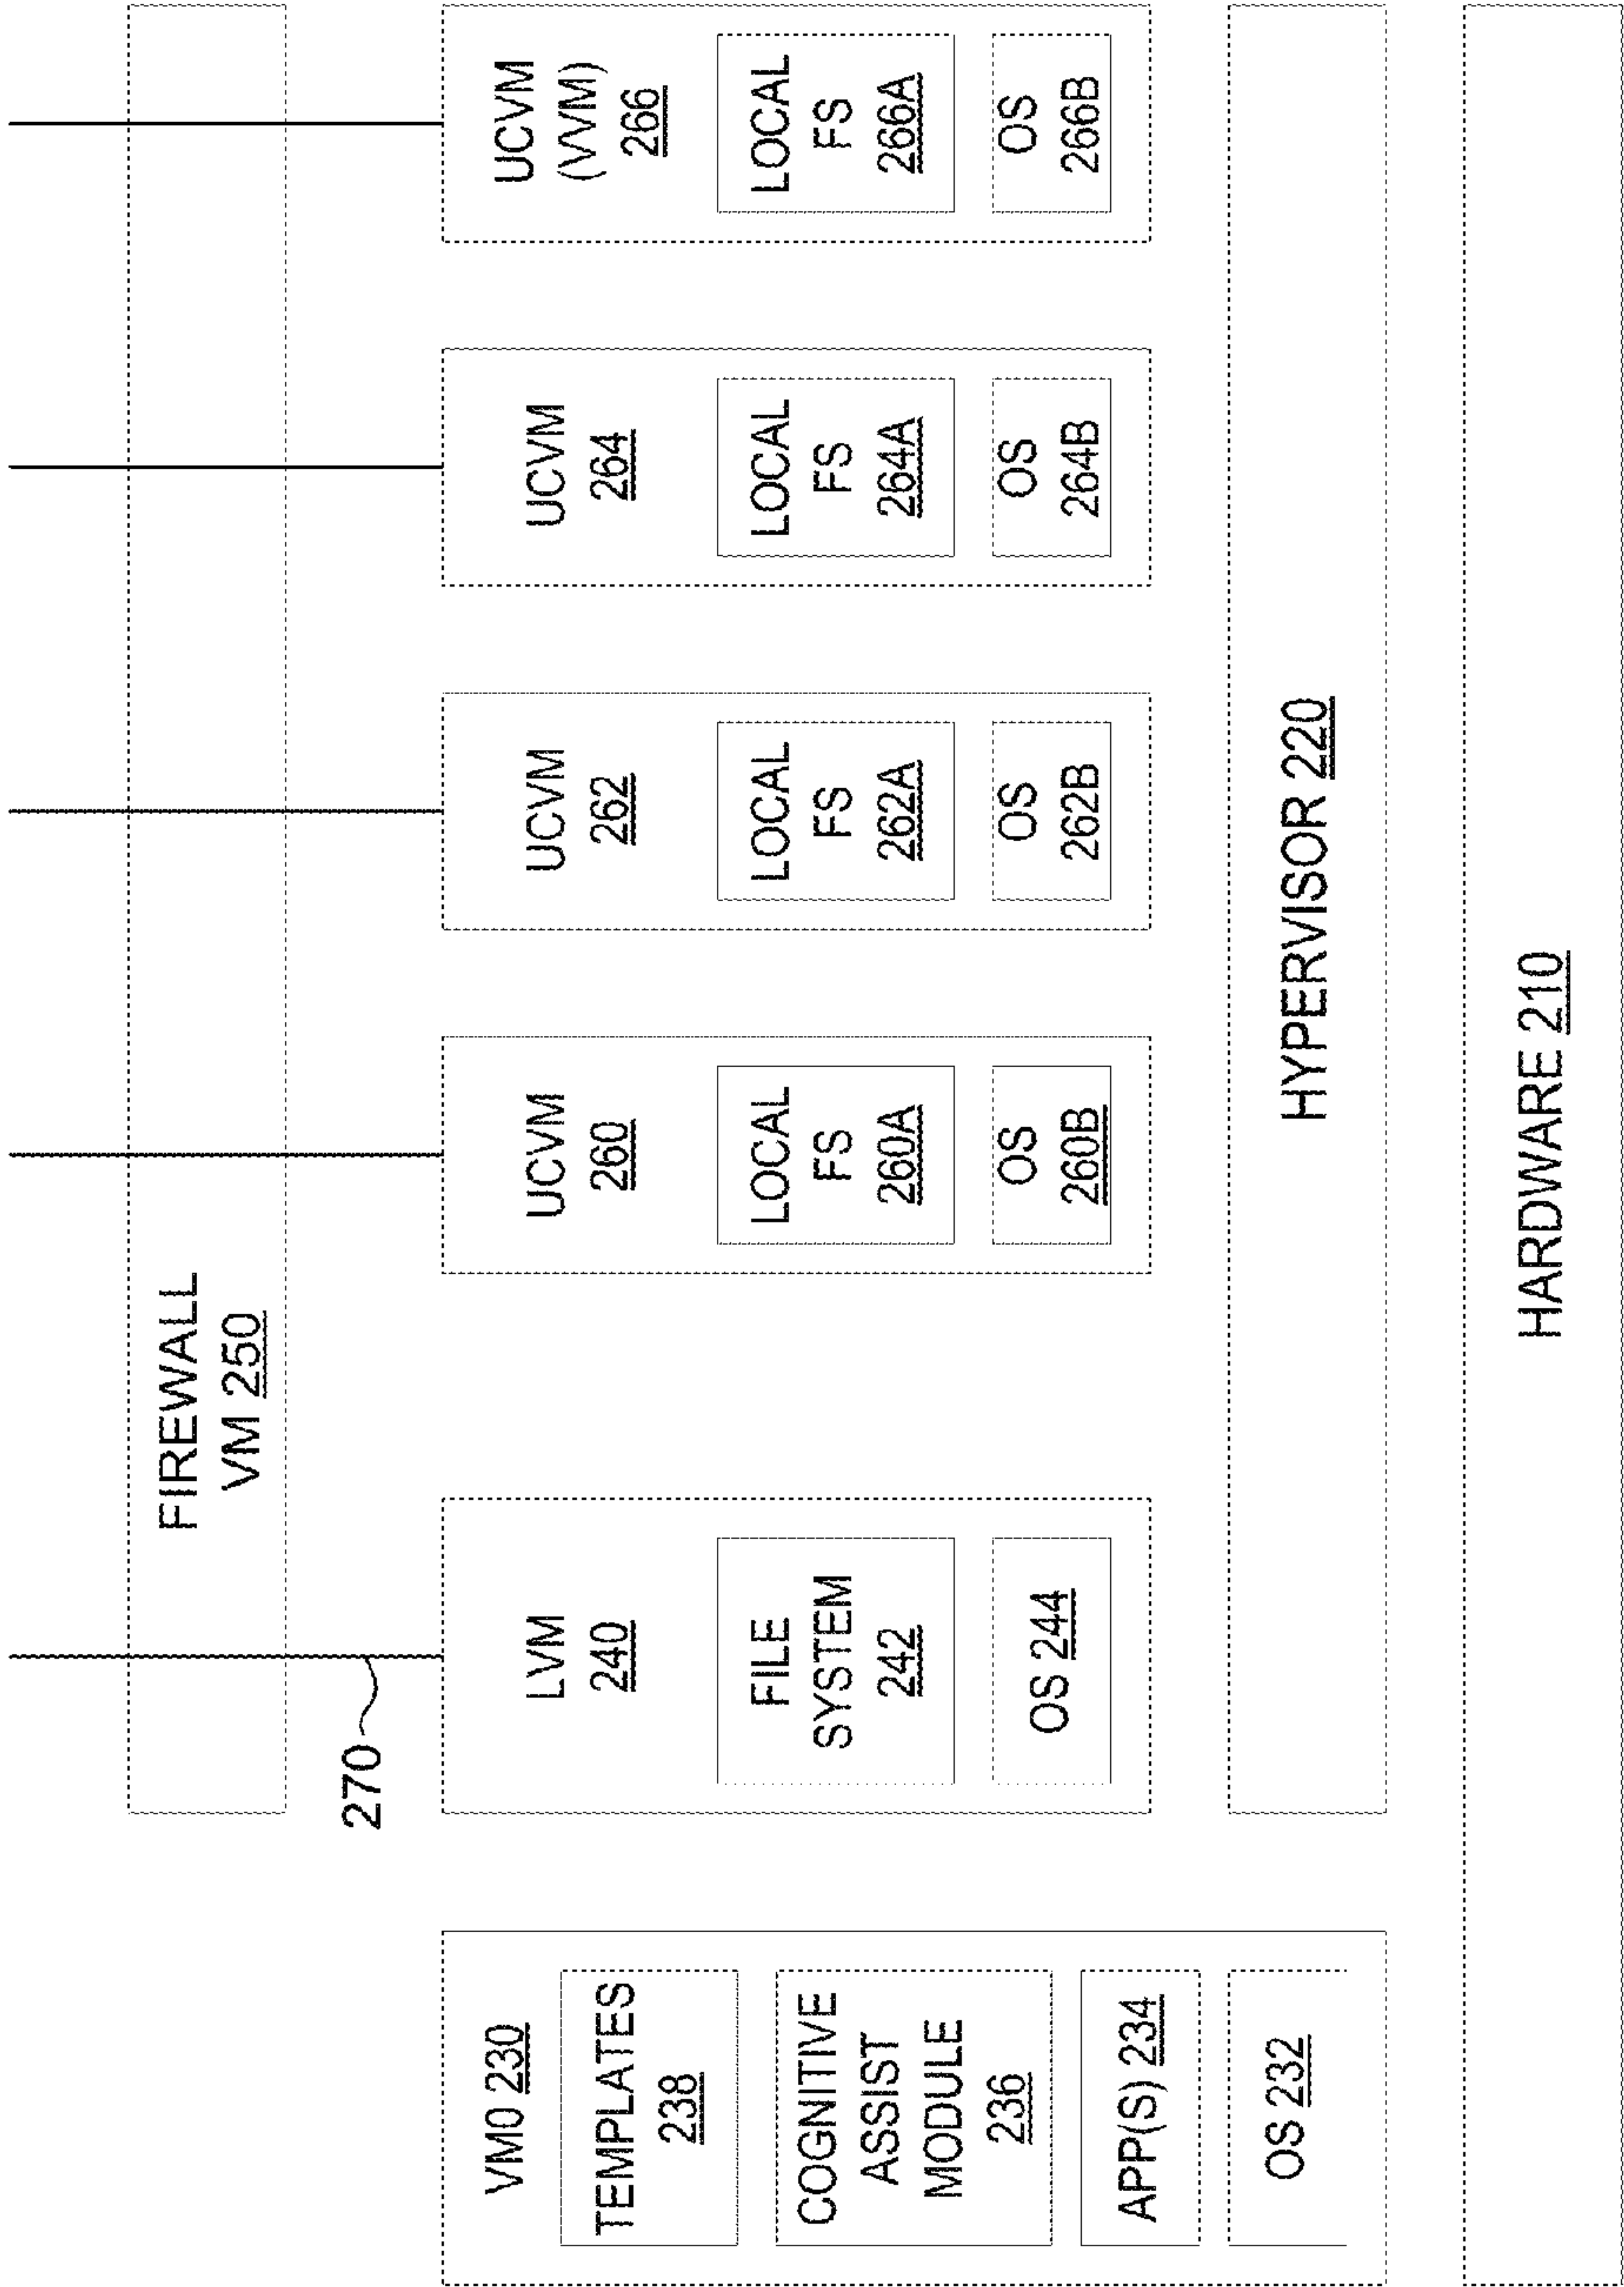 FIREWALL
VM 250
270
VM0 230
TEMPLATES
238
COGNITIVE
ASSIST
MODULE
236
APP(S) 234
OS 232
LVM
240
FILE
SYSTEM
242
OS 244
UCVM
260
LOCAL
FS
260A
OS
260B
UCVM
262
LOCAL
FS
262A
OS
262B
UCVM
264
LOCAL
FS
264A
OS
264B
UCVM
(VVM)
266
LOCAL
FS
266A
OS
266B
HYPERVISOR 220
HARDWARE 210